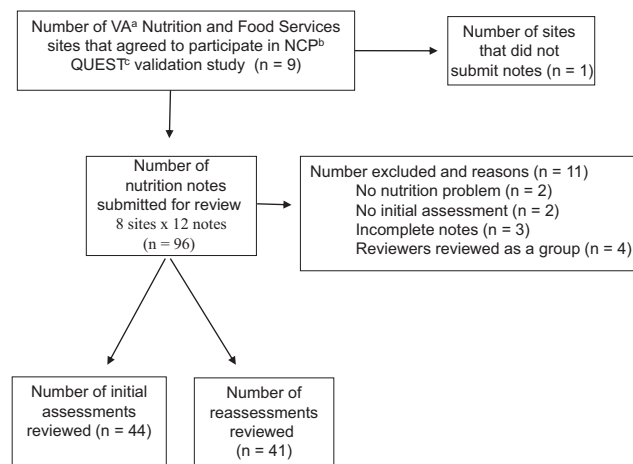 Number of VAᵃ Nutrition and Food Services
sites that agreed to participate in NCPᵇ
QUESTᶜ validation study (n = 9)
Number of sites
that did not
submit notes (n = 1)
Number of
nutrition notes
submitted for review
8 sites x 12 notes
(n = 96)
Number excluded and reasons (n = 11)
No nutrition problem (n = 2)
No initial assessment (n = 2)
Incomplete notes (n = 3)
Reviewers reviewed as a group (n = 4)
Number of initial
assessments
reviewed (n = 44)
Number of
reassessments
reviewed
(n = 41)